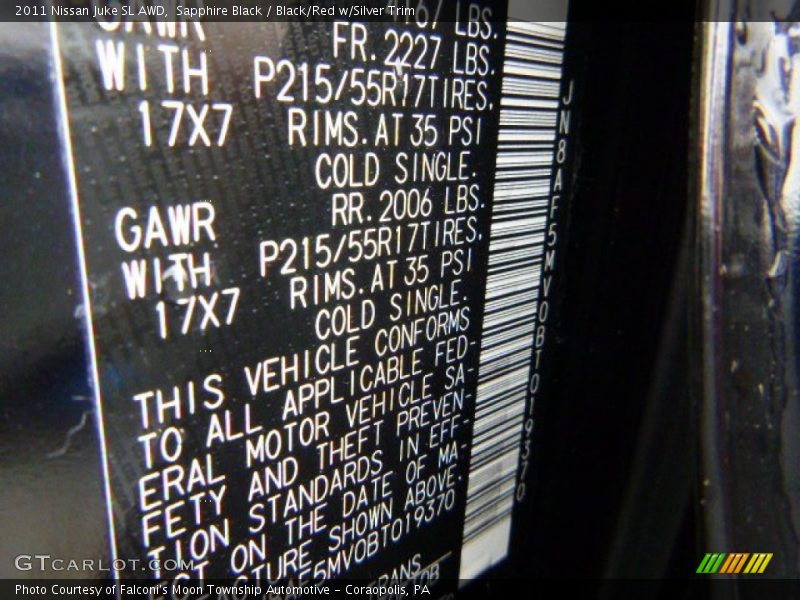 2011 Nissan Juke SL AWD, Sapphire Black / Black/Red w/Silver Trim
GAWR LBS.
WITH FR. 2227 LBS.
17X7 P215/55R17TIRES.
RIMS. AT 35 PSI
COLD SINGLE.
GAWR RR. 2006 LBS.
WITH P215/55R17TIRES.
17X7 RIMS. AT 35 PSI
COLD SINGLE.
THIS VEHICLE CONFORMS
TO ALL APPLICABLE FED-
ERAL MOTOR VEHICLE SA-
FETY AND THEFT PREVEN-
TION STANDARDS IN EFF-
ECT ON THE DATE OF MA-
SHOWN ABOVE.
F5MV0BT019370
JN8AF5MV0BT019370
GTCARLOT.COM
Photo Courtesy of Falconi's Moon Township Automotive - Coraopolis, PA